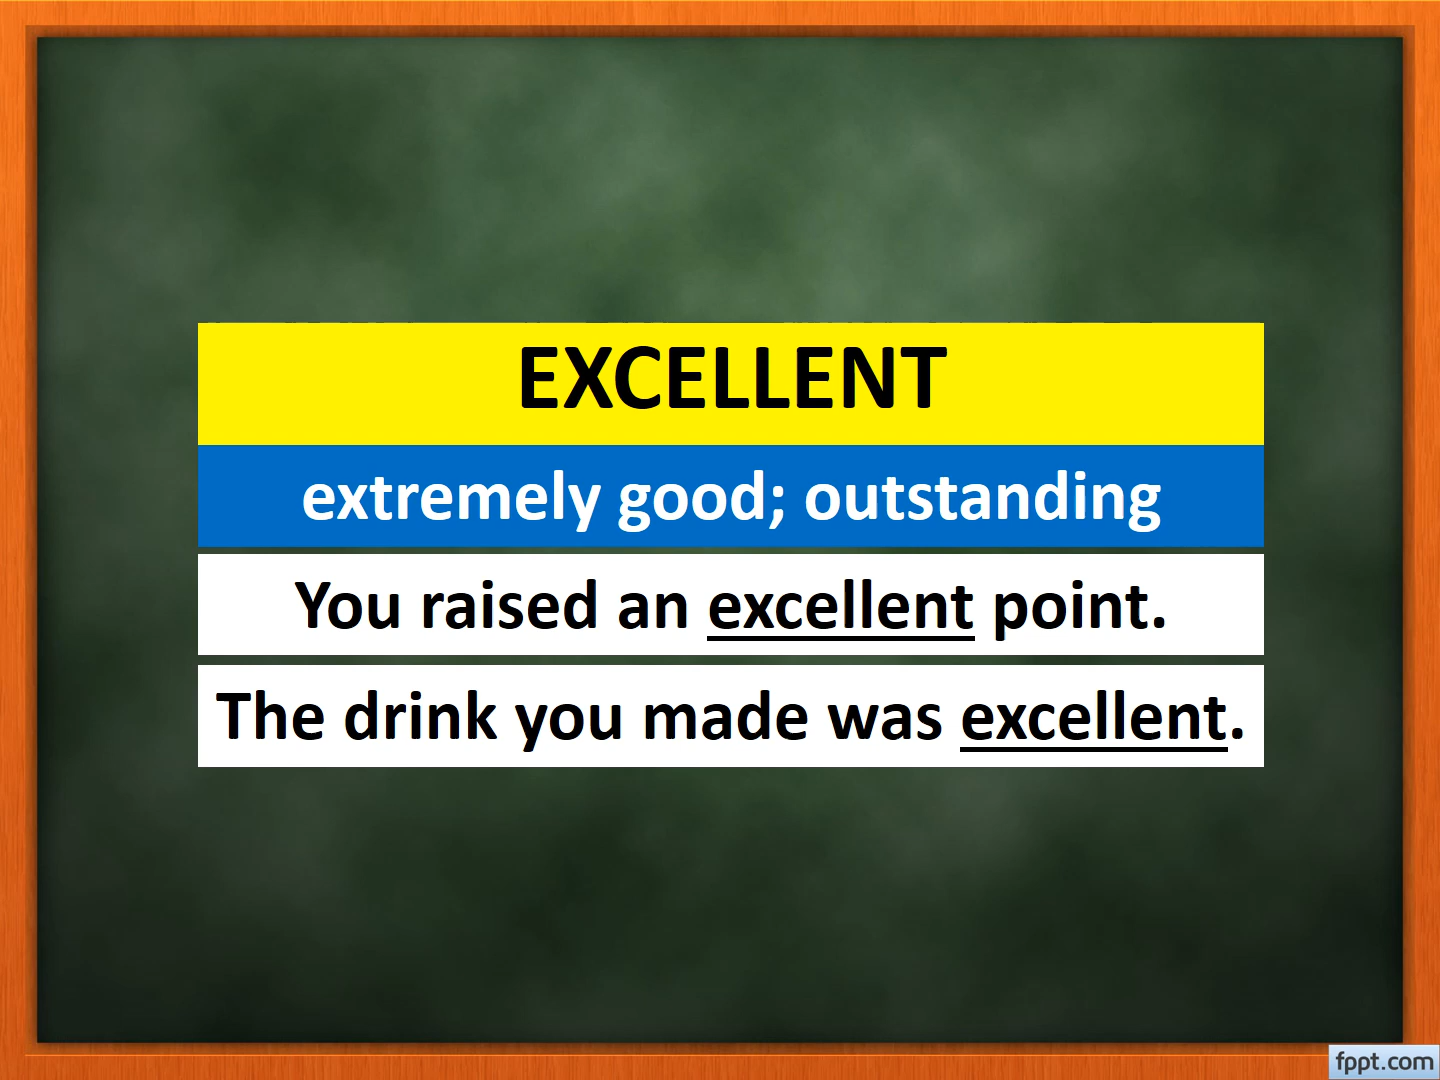 EXCELLENT
extremely good; outstanding
You raised an excellent point.
The drink you made was excellent.
fppt.com